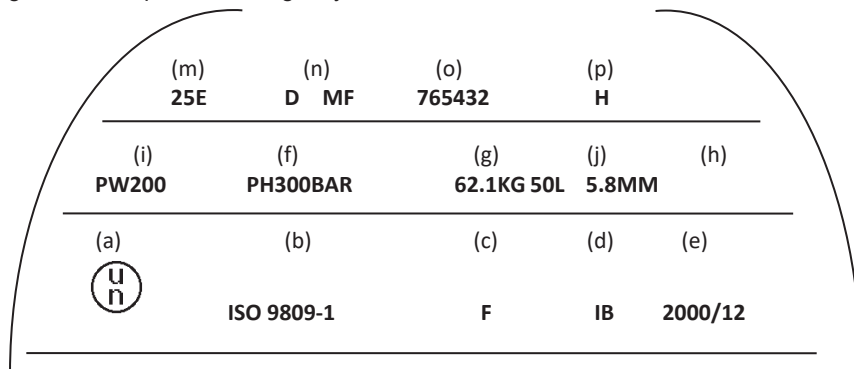 (m) (n) (o) (p)
25E D MF 765432 H
(i) (f) (g) (j) (h)
PW200 PH300BAR 62.1KG 50L 5.8MM
(a) (b) (c) (d) (e)
u
n
ISO 9809-1 F IB 2000/12